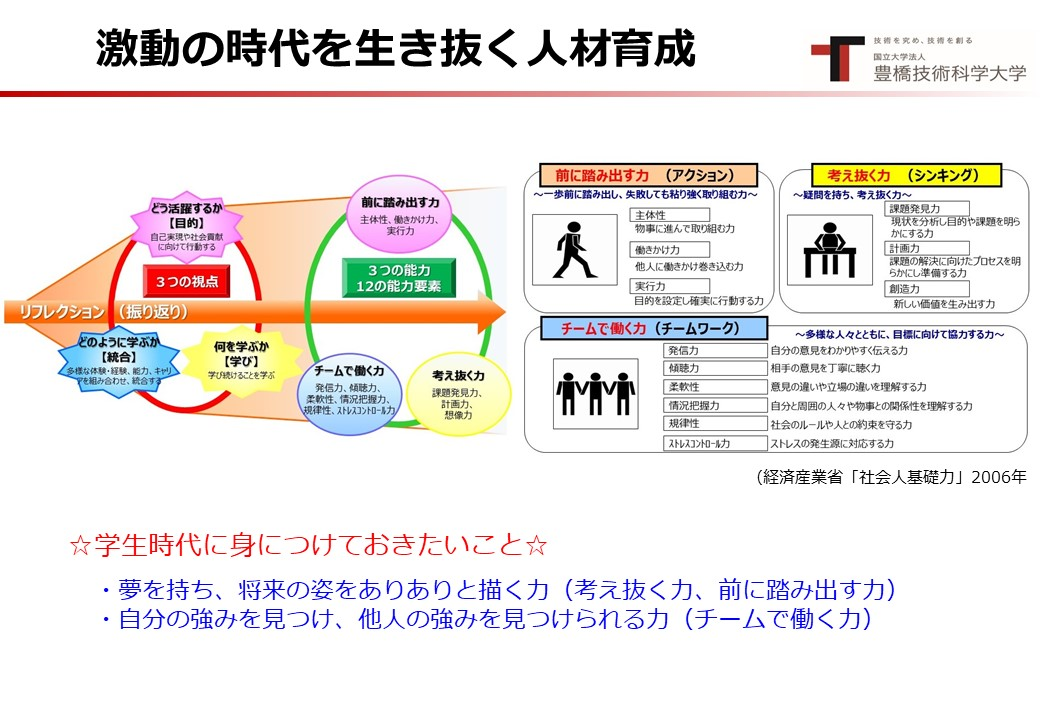 激動の時代を生き抜く人材育成
技術を究め、技術を創る
国立大学法人
豊橋技術科学大学
どう活躍するか
【目的】
自己実現や社会貢献
に向けて行動する
3つの視点
リフレクション （振り返り）
どのように学ぶか
【統合】
多様な体験・経験、能力、キャリ
アを組み合わせ、統合する
何を学ぶか
【学び】
学び続けることを学ぶ
前に踏み出す力
主体性、働きかけ力、
実行力
3つの能力
12の能力要素
チームで働く力
発信力、傾聴力、
柔軟性、情況把握力、
規律性、ストレスコントロール力
考え抜く力
課題発見力、
計画力、
想像力
前に踏み出す力 （アクション）
～一歩前に踏み出し、失敗しても粘り強く取り組む力～
主体性
物事に進んで取り組む力
働きかけ力
他人に働きかけ巻き込む力
実行力
目的を設定し確実に行動する力
考え抜く力 （シンキング）
～疑問を持ち、考え抜く力～
課題発見力
現状を分析し目的や課題を明ら
かにする力
計画力
課題の解決に向けたプロセスを明
らかにし準備する力
創造力
新しい価値を生み出す力
チームで働く力（チームワーク）
～多様な人々とともに、目標に向けて協力する力～
発信力 自分の意見をわかりやすく伝える力
傾聴力 相手の意見を丁寧に聴く力
柔軟性 意見の違いや立場の違いを理解する力
情況把握力 自分と周囲の人々や物事との関係性を理解する力
規律性 社会のルールや人との約束を守る力
ストレスコントロール力 ストレスの発生源に対応する力
（経済産業省「社会人基礎力」2006年
☆学生時代に身につけておきたいこと☆
・夢を持ち、将来の姿をありありと描く力（考え抜く力、前に踏み出す力）
・自分の強みを見つけ、他人の強みを見つけられる力（チームで働く力）